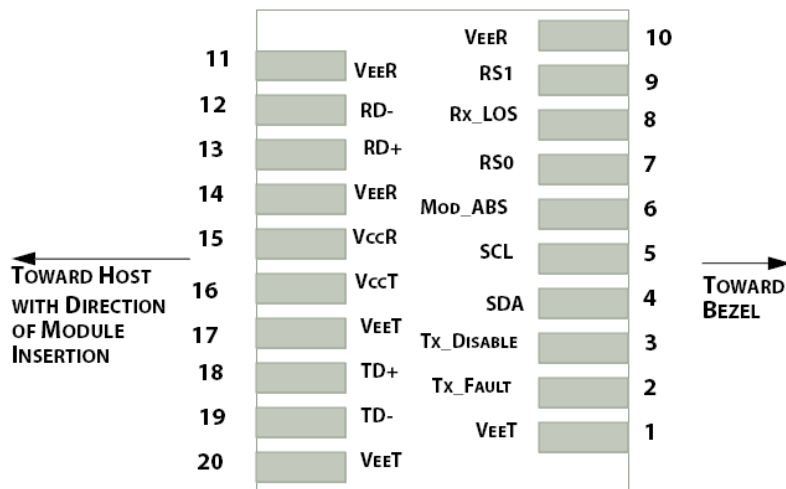 11 VEER
12 RD-
13 RD+
14 VEER
15 VCCR
16 VCCT
17 VEET
18 TD+
19 TD-
20 VEET
TOWARD HOST
WITH DIRECTION
OF MODULE
INSERTION
VEER 10
RS1 9
RX_LOS 8
RS0 7
MOD_ABS 6
SCL 5
SDA 4
TX_DISABLE 3
TX_FAULT 2
VEET 1
TOWARD
BEZEL